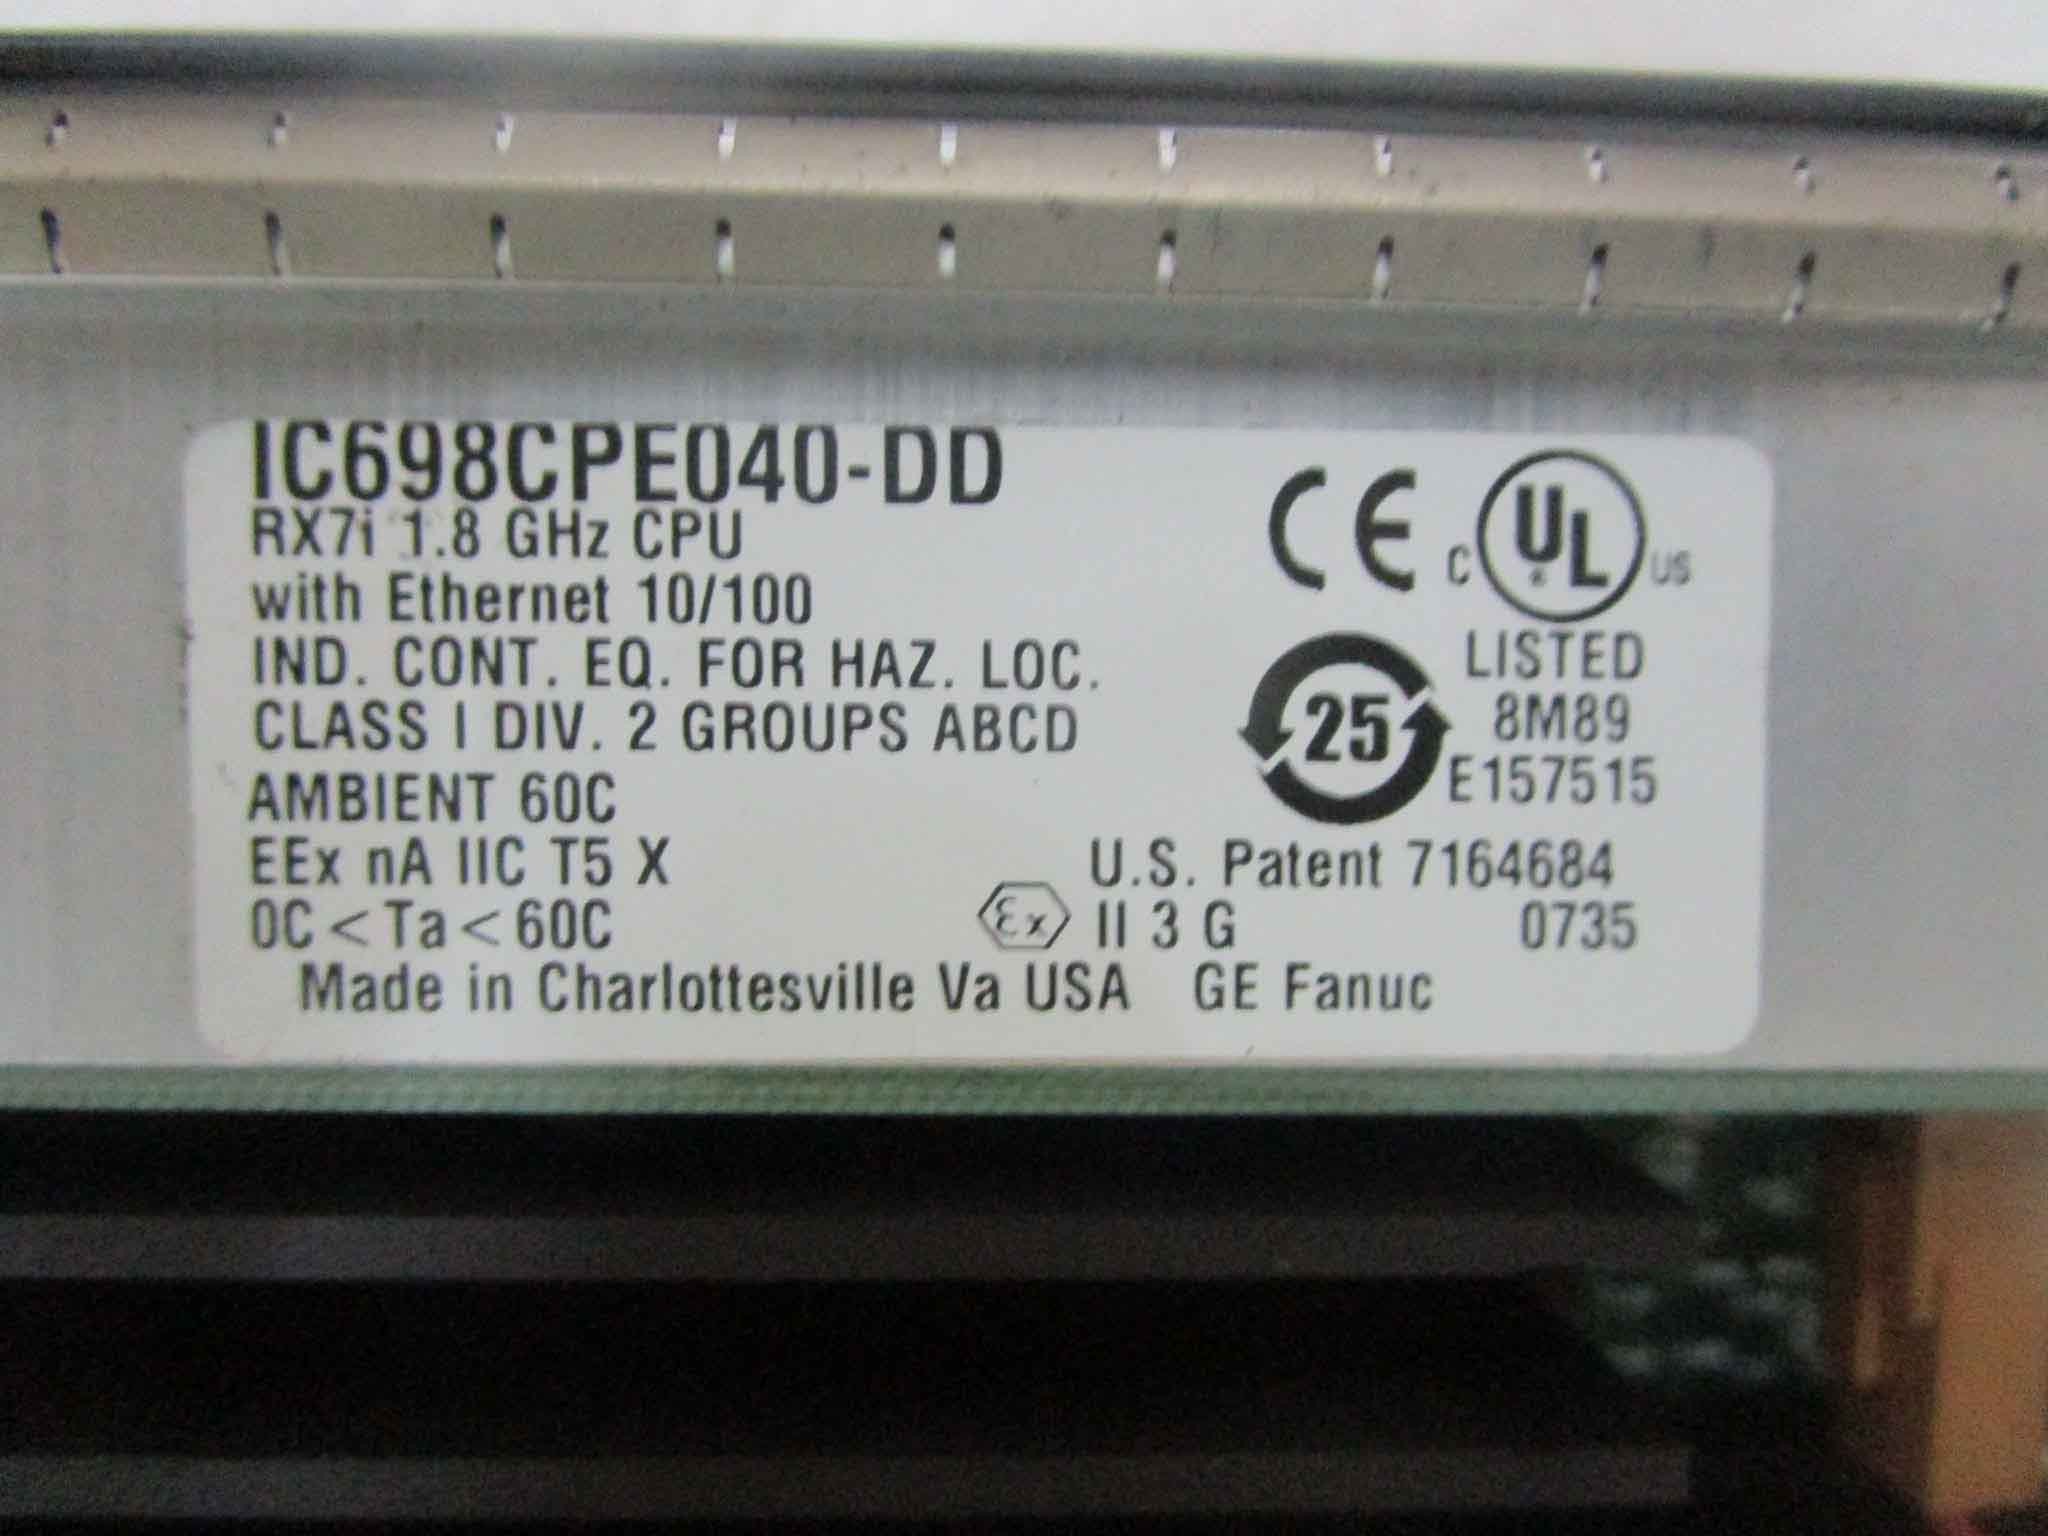 IC698CPE040-DD
RX7i 1.8 GHz CPU
with Ethernet 10/100
IND. CONT. EQ. FOR HAZ. LOC.
CLASS I DIV. 2 GROUPS ABCD
AMBIENT 60C
EEx nA IIC T5 X
0C < Ta < 60C
CE
C UL US
LISTED
8M89
E157515
25
U.S. Patent 7164684
Ex II 3 G 0735
Made in Charlottesville Va USA GE Fanuc